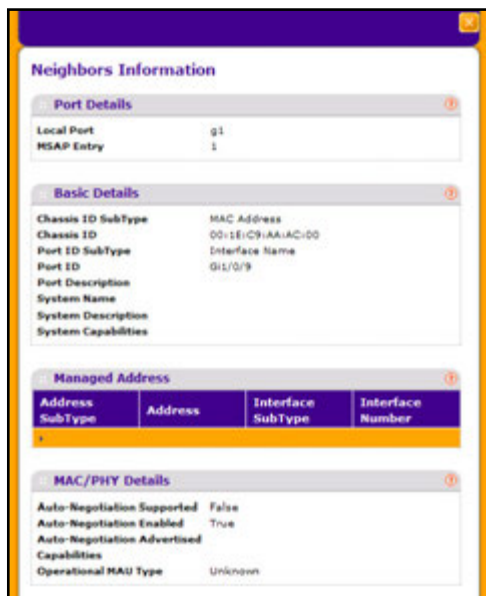 Neighbors Information
Port Details
Local Port g1
MSAP Entry 1
Basic Details
Chassis ID SubType MAC Address
Chassis ID 00:1E:C9:AA:AC:00
Port ID SubType Interface Name
Port ID Gi1/0/9
Port Description
System Name
System Description
System Capabilities
Managed Address
Address SubType Address Interface SubType Interface Number
MAC/PHY Details
Auto-Negotiation Supported False
Auto-Negotiation Enabled True
Auto-Negotiation Advertised
Capabilities
Operational MAU Type Unknown